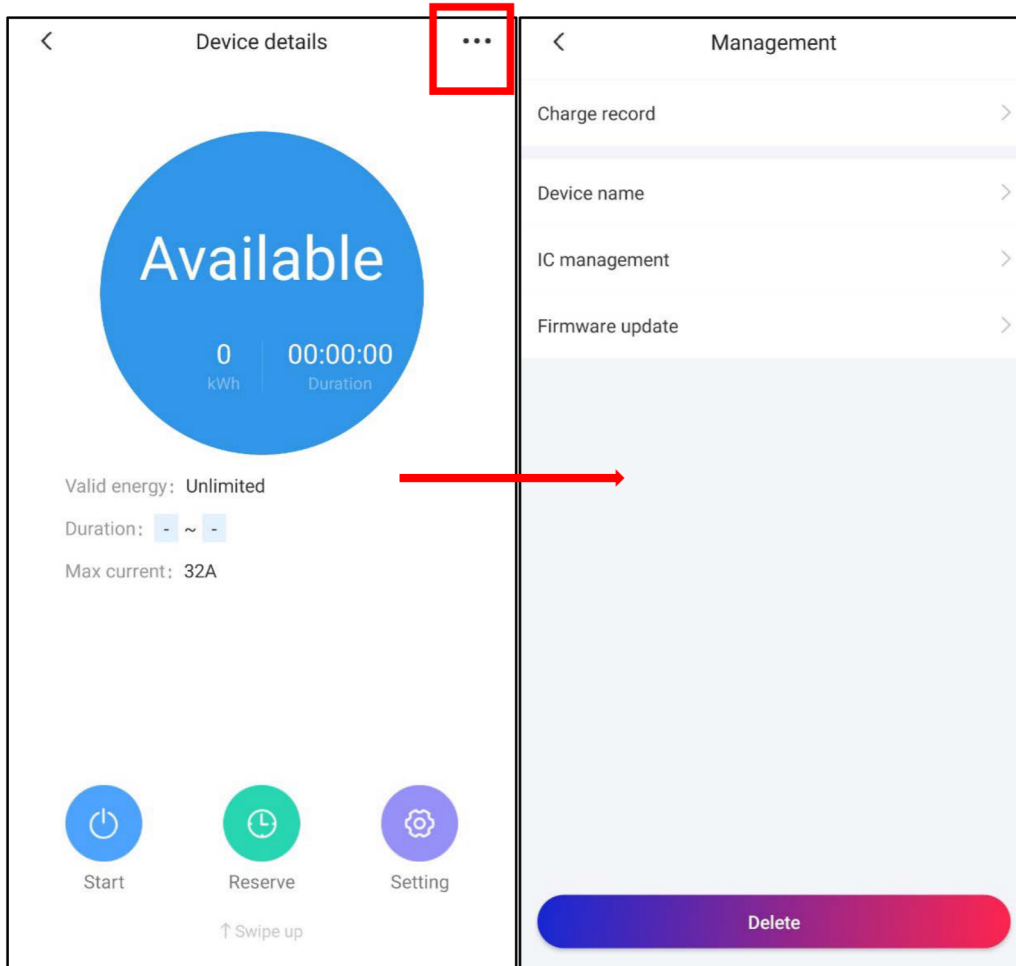 Device details
Available
0 00:00:00
kWh Duration
Valid energy: Unlimited
Duration: - ~ -
Max current: 32A
Start Reserve Setting
↑ Swipe up
Management
Charge record
Device name
IC management
Firmware update
Delete